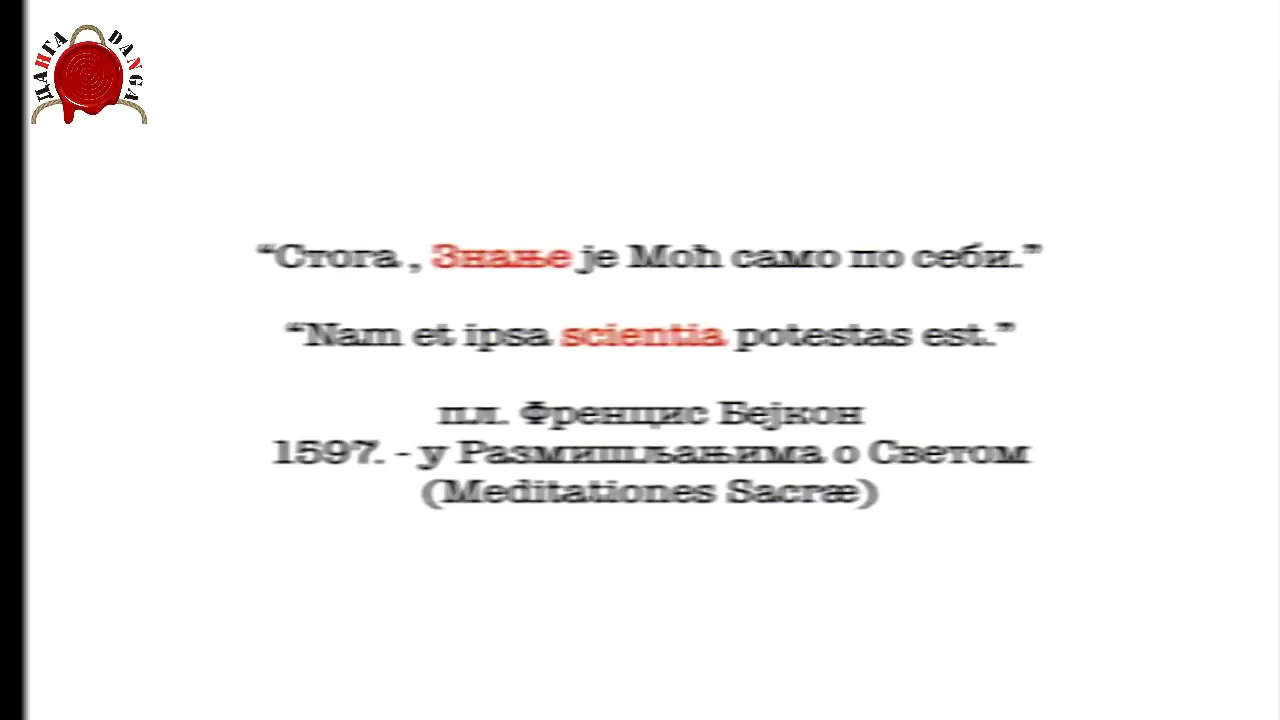 ДАНГА DANGA
“Стога , Знање је Моћ само по себи.”
“Nam et ipsa scientia potestas est.”
пл. Френцис Бејкон
1597. - у Размишљањима о Светом
(Meditationes Sacræ)